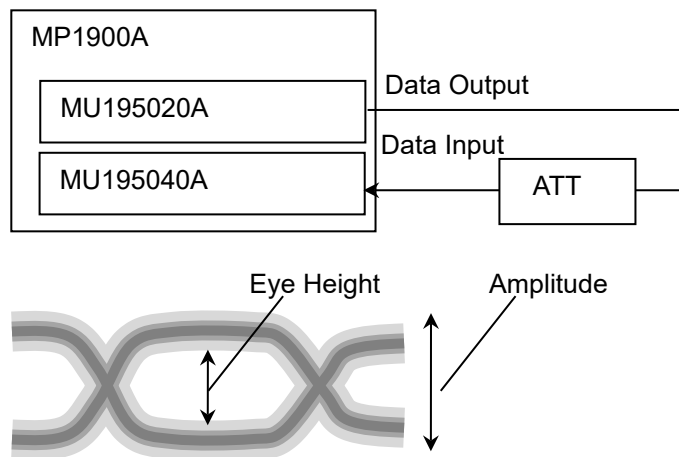 MP1900A
Data Output
MU195020A
Data Input
MU195040A
ATT
Eye Height
Amplitude